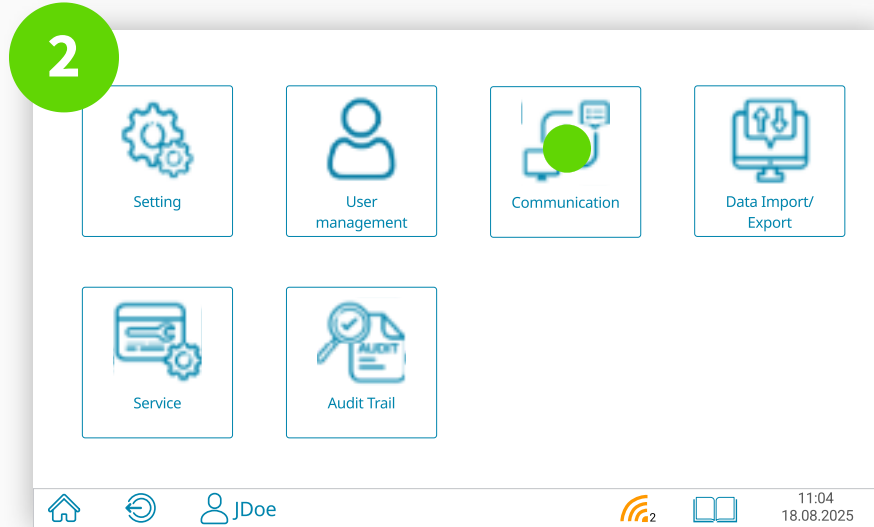 2
Setting
User
management
Communication
Data Import/
Export
AUDIT
Service
Audit Trail
JDoe
2
11:04
18.08.2025